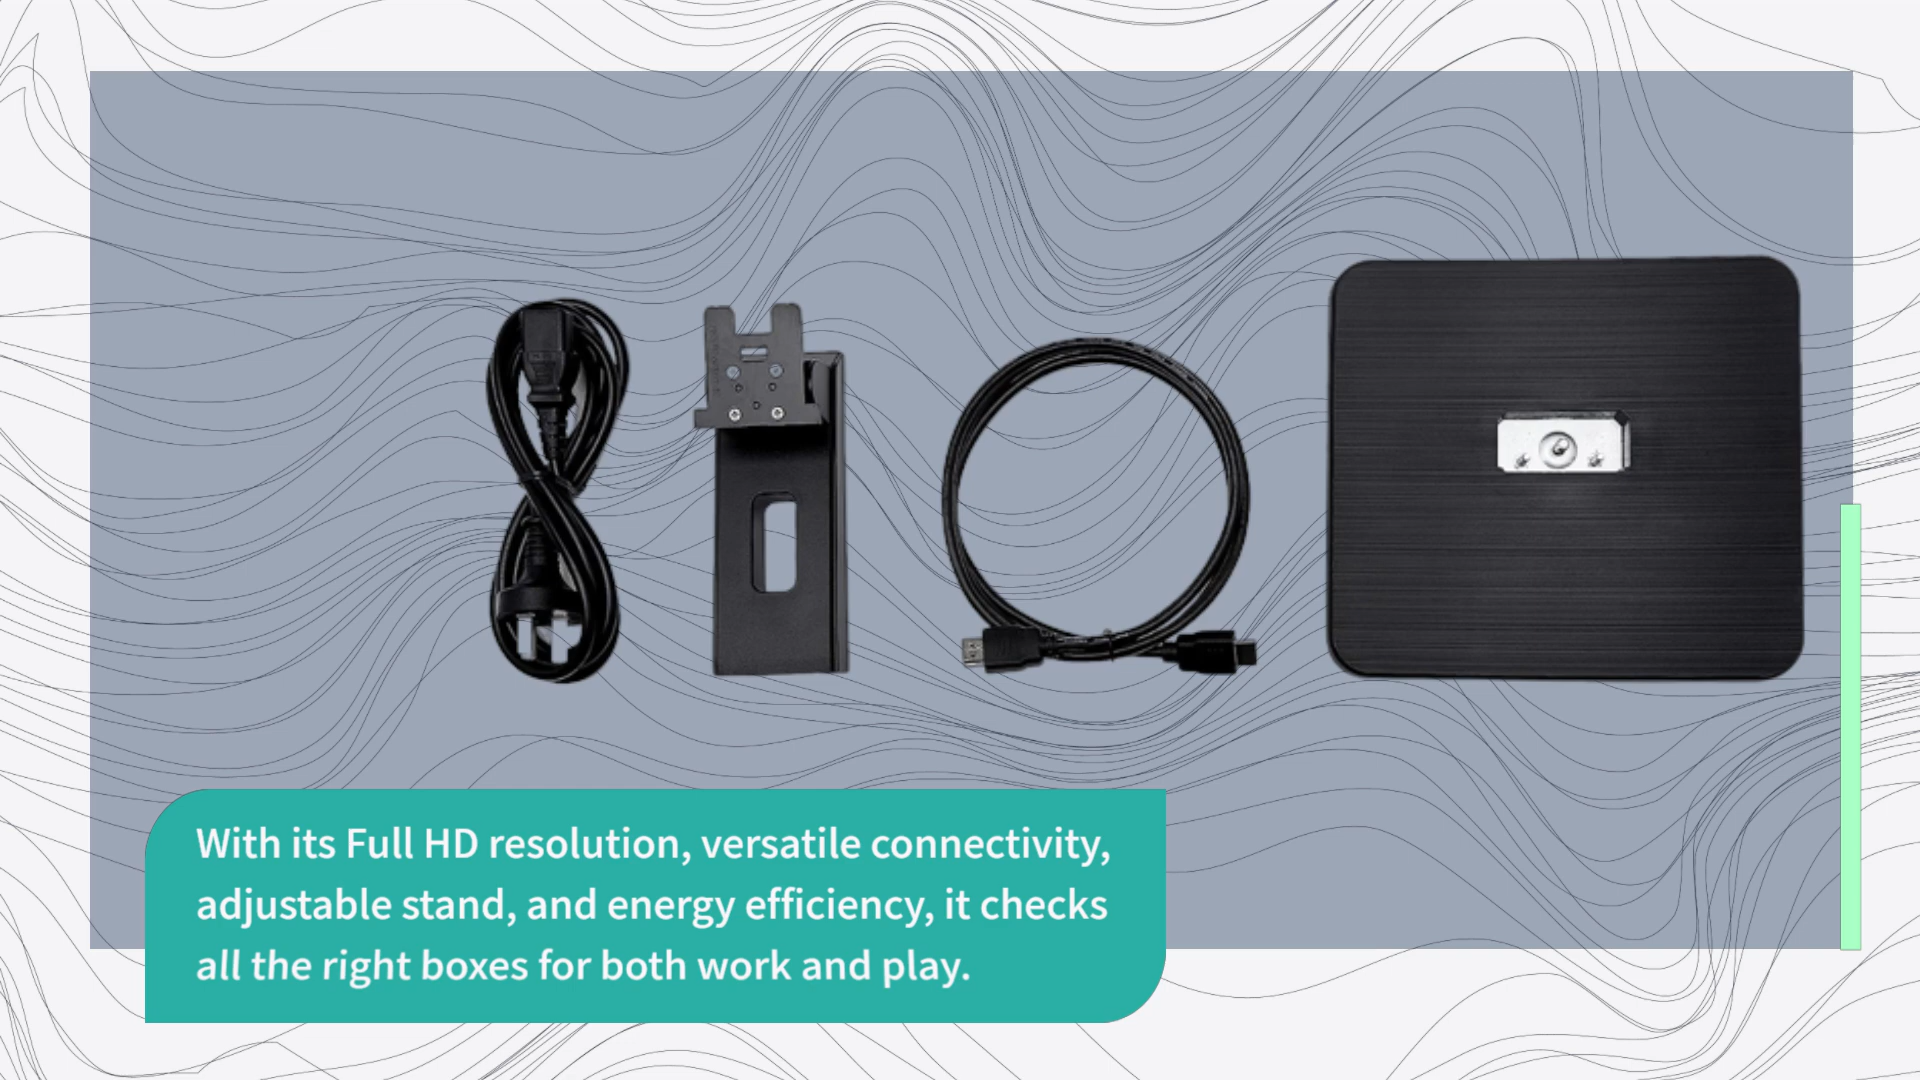 With its Full HD resolution, versatile connectivity,
adjustable stand, and energy efficiency, it checks
all the right boxes for both work and play.